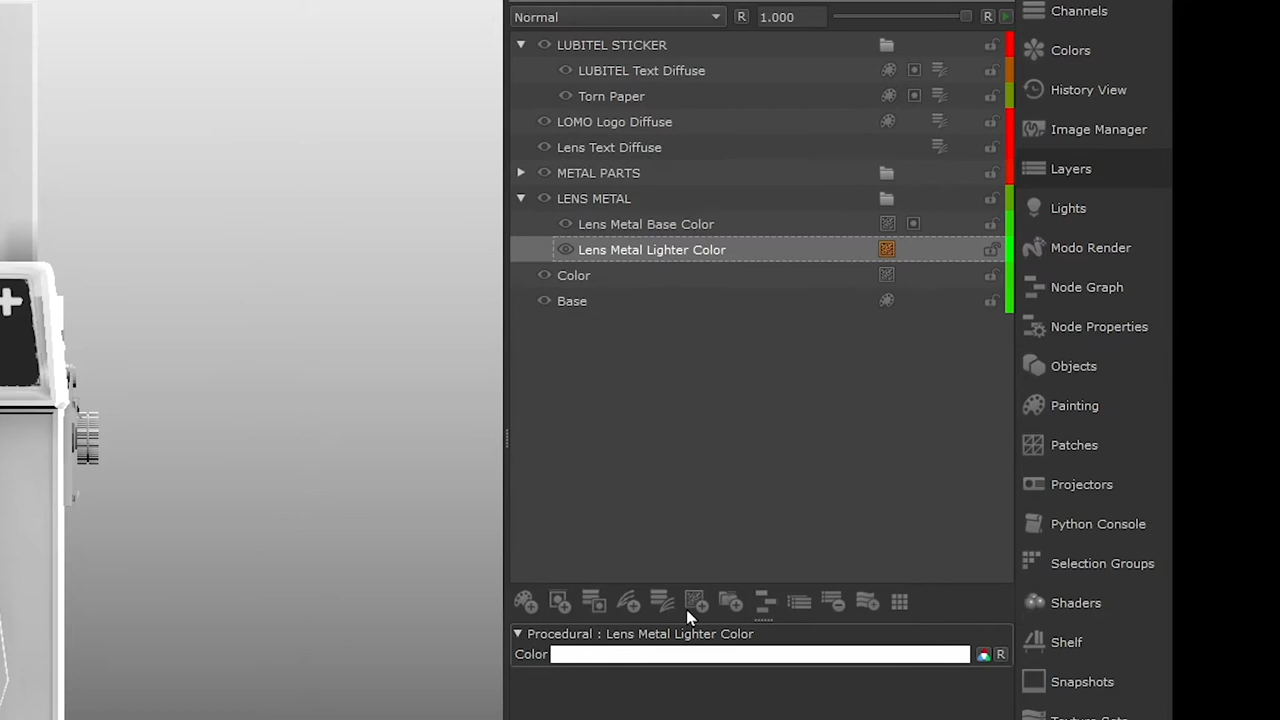 Normal
R
1.000
R
LUBITEL STICKER
LUBITEL Text Diffuse
Torn Paper
LOMO Logo Diffuse
Lens Text Diffuse
METAL PARTS
LENS METAL
Lens Metal Base Color
Lens Metal Lighter Color
Color
Base
Procedural : Lens Metal Lighter Color
Color
R
Channels
Colors
History View
Image Manager
Layers
Lights
Modo Render
Node Graph
Node Properties
Objects
Painting
Patches
Projectors
Python Console
Selection Groups
Shaders
Shelf
Snapshots
Texture Sets